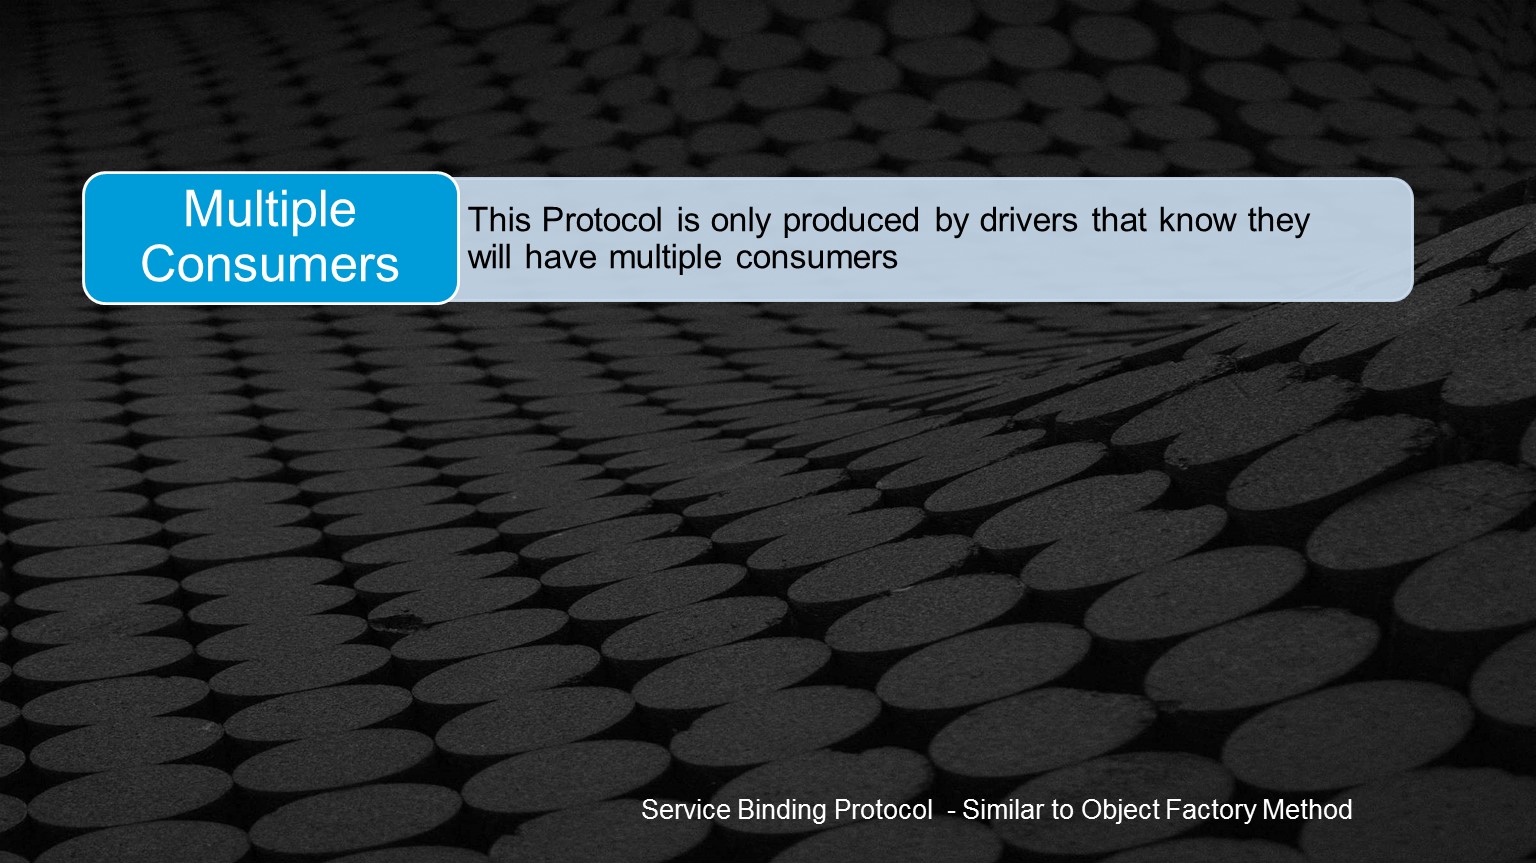 Multiple
Consumers
This Protocol is only produced by drivers that know they
will have multiple consumers
Service Binding Protocol - Similar to Object Factory Method